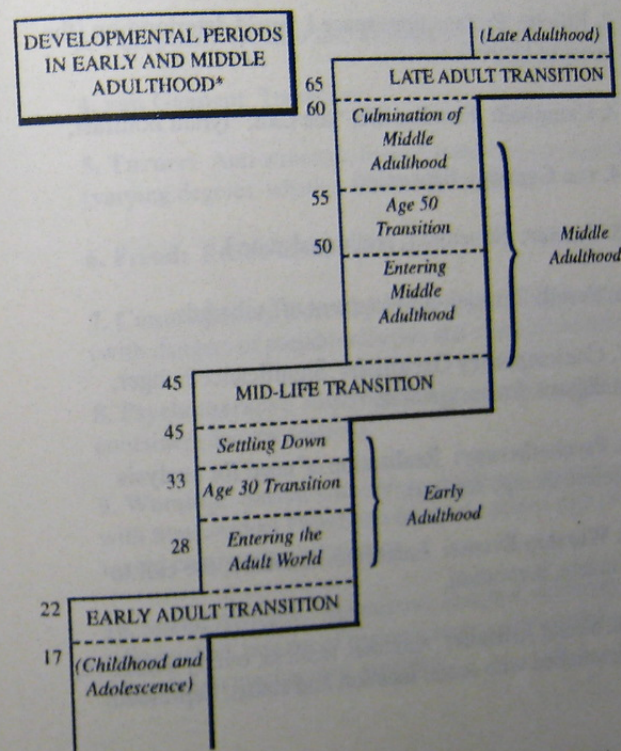 DEVELOPMENTAL PERIODS
IN EARLY AND MIDDLE
ADULTHOOD*
(Late Adulthood)
65
LATE ADULT TRANSITION
60
Culmination of
Middle
Adulthood
55
Age 50
Transition
50
Entering
Middle
Adulthood
Middle
Adulthood
45
MID-LIFE TRANSITION
45
Settling Down
33
Age 30 Transition
28
Entering the
Adult World
Early
Adulthood
22
EARLY ADULT TRANSITION
17
(Childhood and
Adolescence)